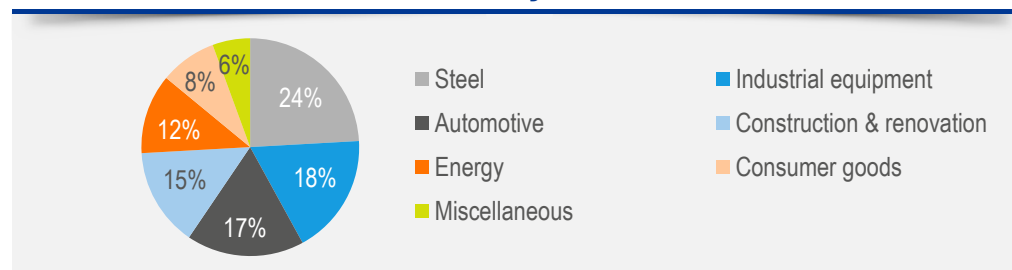 6%
8%
24%
12%
18%
15%
17%
Steel
Industrial equipment
Automotive
Construction & renovation
Energy
Consumer goods
Miscellaneous